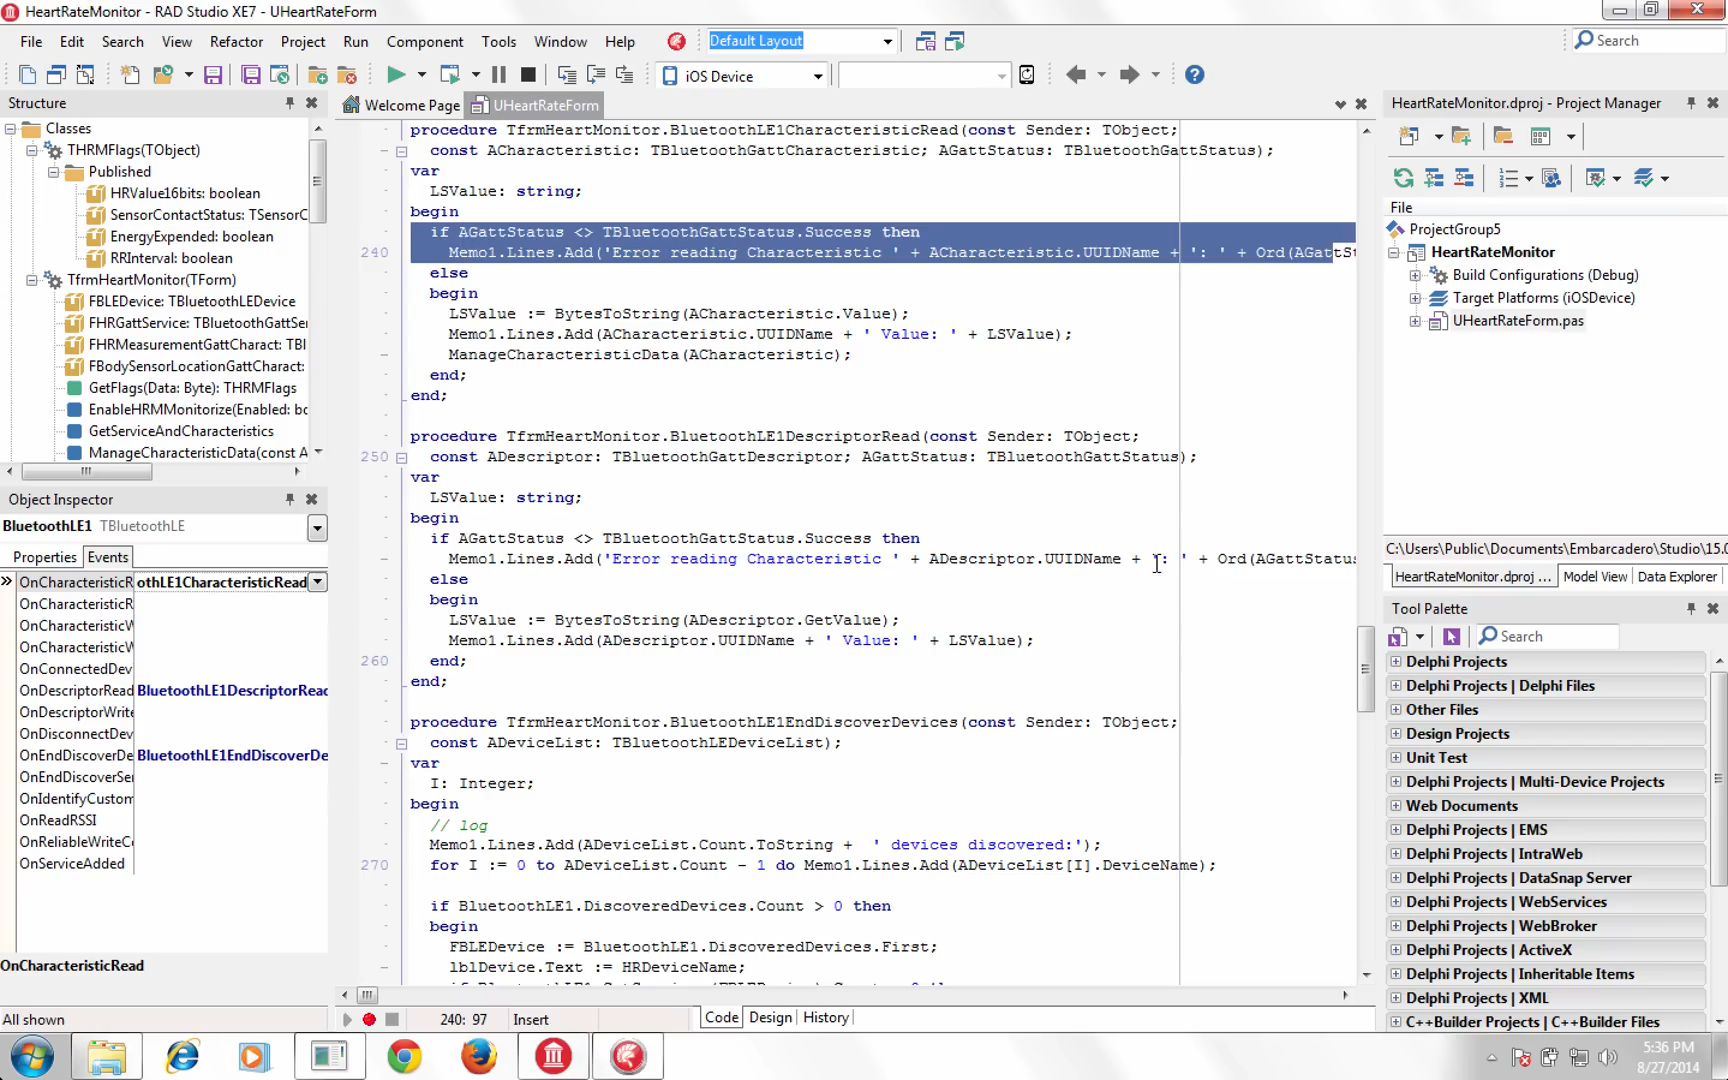 HeartRateMonitor - RAD Studio XE7 - UHeartRateForm
File Edit Search View Refactor Project Run Component Tools Window Help
Default Layout
Search
iOS Device
Structure
Classes
THRMFlags(TObject)
Published
HRValue16bits: boolean
SensorContactStatus: TSensorC
EnergyExpended: boolean
RRInterval: boolean
TfrmHeartMonitor(TForm)
FBLEDevice: TBluetoothLEDevice
FHRGattService: TBluetoothGattSe
FHRMeasurementGattCharact: TBl
FBodySensorLocationGattCharact:
GetFlags(Data: Byte): THRMFlags
EnableHRMMonitorize(Enabled: bo
GetServiceAndCharacteristics
ManageCharacteristicData(const A
Object Inspector
BluetoothLE1 TBluetoothLE
Properties Events
OnCharacteristicR othLE1CharacteristicRead
OnCharacteristicR
OnCharacteristicW
OnCharacteristicW
OnConnectedDev
OnDescriptorRead BluetoothLE1DescriptorRead
OnDescriptorWrite
OnDisconnectDev
OnEndDiscoverDe BluetoothLE1EndDiscoverDe
OnEndDiscoverSer
OnIdentifyCustom
OnReadRSSI
OnReliableWriteCo
OnServiceAdded
OnCharacteristicRead
All shown
Welcome Page UHeartRateForm
procedure TfrmHeartMonitor.BluetoothLE1CharacteristicRead(const Sender: TObject;
const ACharacteristic: TBluetoothGattCharacteristic; AGattStatus: TBluetoothGattStatus);
var
LSValue: string;
begin
if AGattStatus <> TBluetoothGattStatus.Success then
240 Memo1.Lines.Add('Error reading Characteristic ' + ACharacteristic.UUIDName + ': ' + Ord(AGattSt
else
begin
LSValue := BytesToString(ACharacteristic.Value);
Memo1.Lines.Add(ACharacteristic.UUIDName + ' Value: ' + LSValue);
ManageCharacteristicData(ACharacteristic);
end;
end;
procedure TfrmHeartMonitor.BluetoothLE1DescriptorRead(const Sender: TObject;
250 const ADescriptor: TBluetoothGattDescriptor; AGattStatus: TBluetoothGattStatus);
var
LSValue: string;
begin
if AGattStatus <> TBluetoothGattStatus.Success then
Memo1.Lines.Add('Error reading Characteristic ' + ADescriptor.UUIDName + ': ' + Ord(AGattStatus
else
begin
LSValue := BytesToString(ADescriptor.GetValue);
Memo1.Lines.Add(ADescriptor.UUIDName + ' Value: ' + LSValue);
260 end;
end;
procedure TfrmHeartMonitor.BluetoothLE1EndDiscoverDevices(const Sender: TObject;
const ADeviceList: TBluetoothLEDeviceList);
var
I: Integer;
begin
// log
Memo1.Lines.Add(ADeviceList.Count.ToString + ' devices discovered:');
270 for I := 0 to ADeviceList.Count - 1 do Memo1.Lines.Add(ADeviceList[I].DeviceName);
if BluetoothLE1.DiscoveredDevices.Count > 0 then
begin
FBLEDevice := BluetoothLE1.DiscoveredDevices.First;
lblDevice.Text := HRDeviceName;
240: 97 Insert
Code Design History
HeartRateMonitor.dproj - Project Manager
File
ProjectGroup5
HeartRateMonitor
Build Configurations (Debug)
Target Platforms (iOSDevice)
UHeartRateForm.pas
C:\Users\Public\Documents\Embarcadero\Studio\15.0
HeartRateMonitor.dproj ... Model View Data Explorer
Tool Palette
Search
Delphi Projects
Delphi Projects | Delphi Files
Other Files
Design Projects
Unit Test
Delphi Projects | Multi-Device Projects
Web Documents
Delphi Projects | EMS
Delphi Projects | IntraWeb
Delphi Projects | DataSnap Server
Delphi Projects | WebServices
Delphi Projects | WebBroker
Delphi Projects | ActiveX
Delphi Projects | Inheritable Items
Delphi Projects | XML
C++Builder Projects | C++Builder Files
5:36 PM
8/27/2014